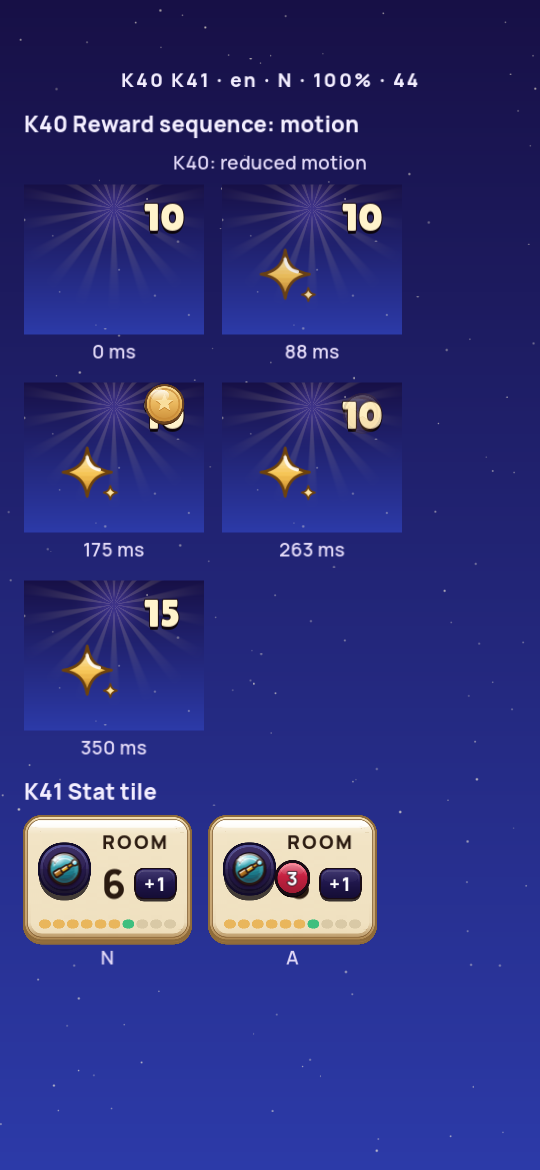 K40 K41 · en · N · 100% · 44
K40 Reward sequence: motion
K40: reduced motion
10 10
0 ms 88 ms
10
175 ms 263 ms
15
350 ms
K41 Stat tile
ROOM ROOM
6 +1 3 +1
N A